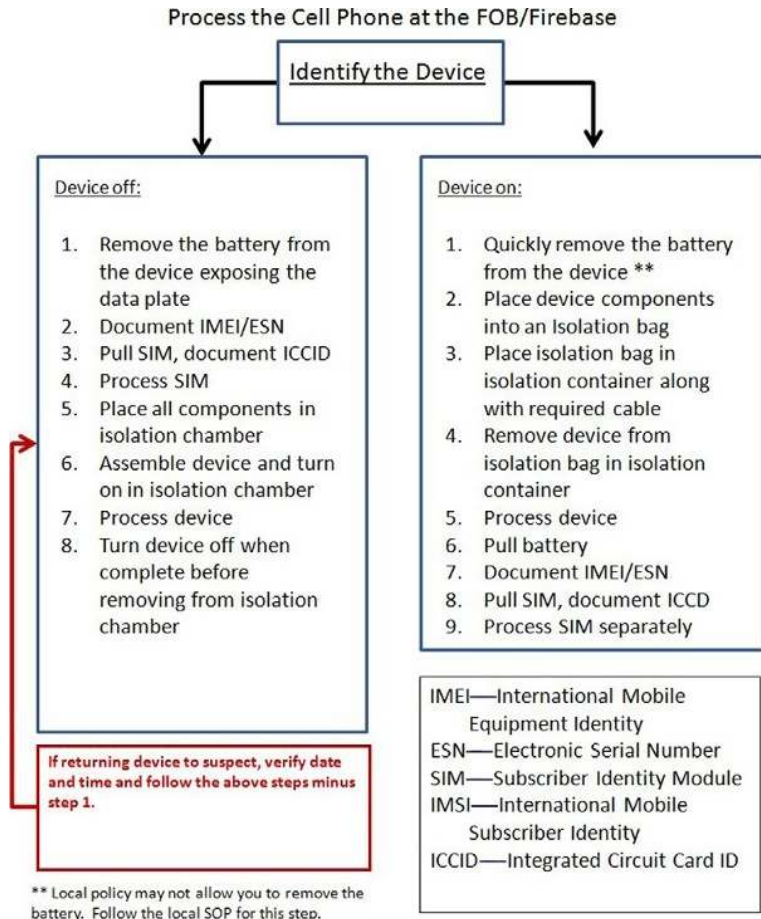 Process the Cell Phone at the FOB/Firebase
Identify the Device
Device off:
1. Remove the battery from
the device exposing the
data plate
2. Document IMEI/ESN
3. Pull SIM, document ICCID
4. Process SIM
5. Place all components in
isolation chamber
6. Assemble device and turn
on in isolation chamber
7. Process device
8. Turn device off when
complete before
removing from isolation
chamber
If returning device to suspect, verify date
and time and follow the above steps minus
step 1.
** Local policy may not allow you to remove the
battery. Follow the local SOP for this step.
Device on:
1. Quickly remove the battery
from the device **
2. Place device components
into an Isolation bag
3. Place isolation bag in
isolation container along
with required cable
4. Remove device from
isolation bag in isolation
container
5. Process device
6. Pull battery
7. Document IMEI/ESN
8. Pull SIM, document ICCD
9. Process SIM separately
IMEI—International Mobile
Equipment Identity
ESN—Electronic Serial Number
SIM—Subscriber Identity Module
IMSI—International Mobile
Subscriber Identity
ICCID—Integrated Circuit Card ID